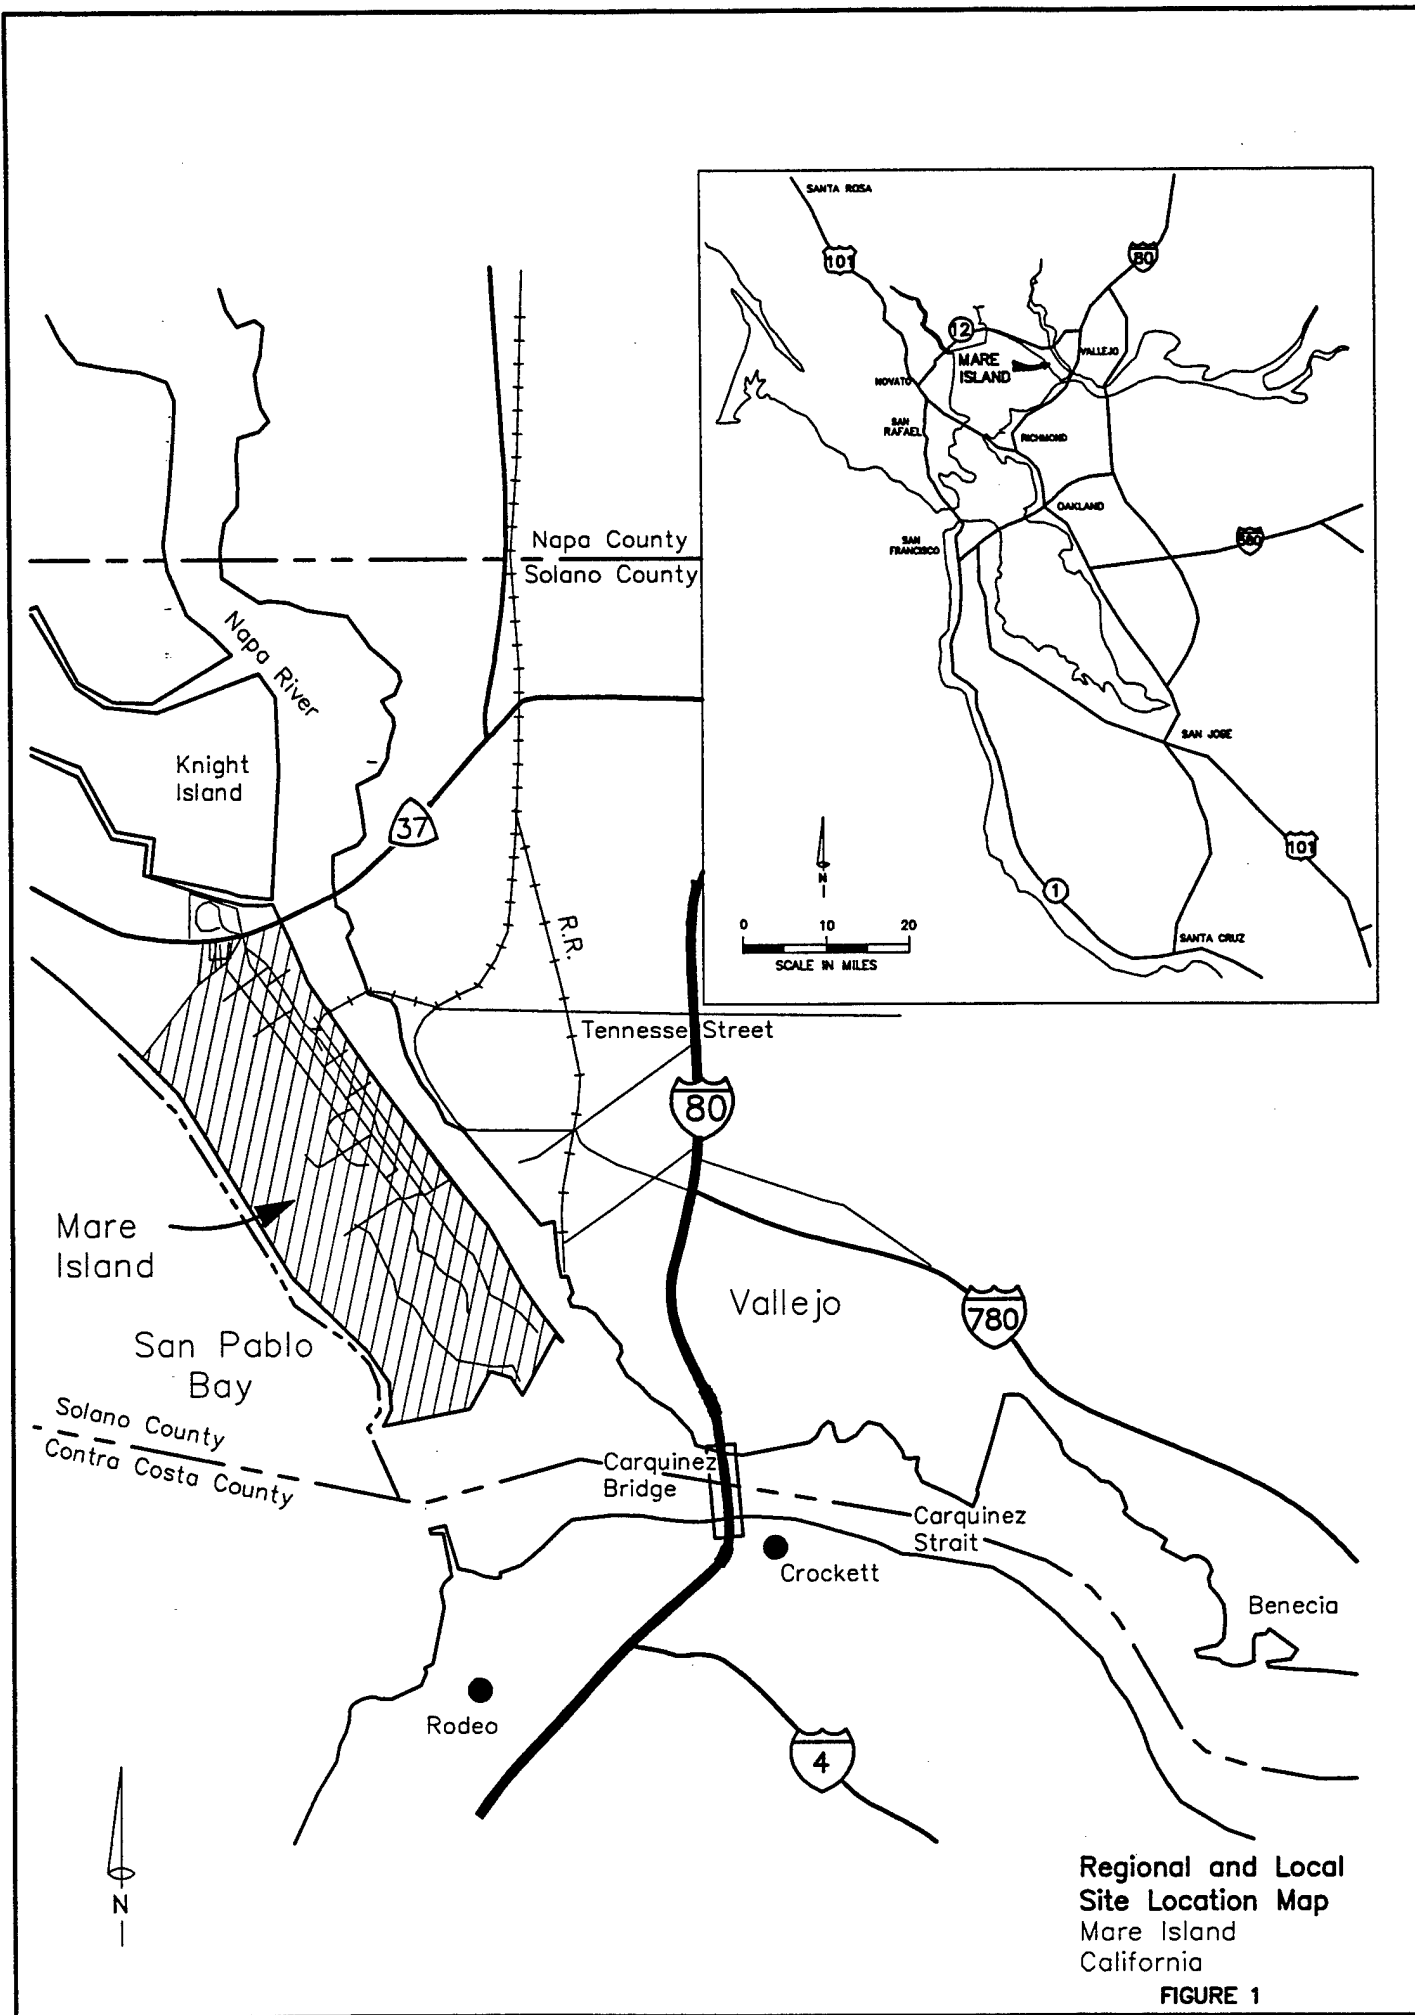 SANTA ROSA
101
80
12
MARE
ISLAND
VALLEJO
NOVATO
SAN
RAFAEL
RICHMOND
OAKLAND
SAN
FRANCISCO
580
SAN JOSE
101
N
1
0 10 20
SCALE IN MILES
SANTA CRUZ
Napa County
Solano County
Napa River
Knight
Island
37
R.R.
Tennesse Street
80
Mare
Island
Vallejo
780
San Pablo
Bay
Solano County
Contra Costa County
Carquinez
Bridge
Carquinez
Strait
Crockett
Benecia
Rodeo
4
N
Regional and Local
Site Location Map
Mare Island
California
FIGURE 1